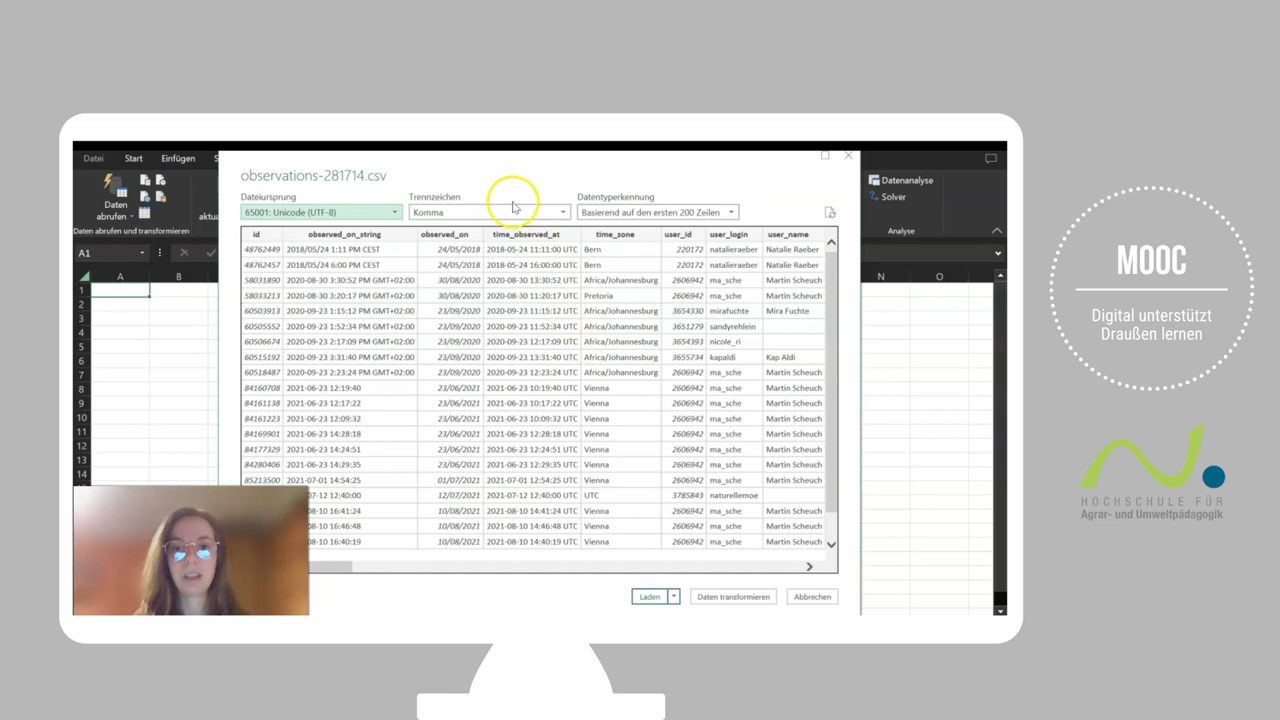 Datei Start Einfügen S
Daten
abrufen
aktua
Daten abrufen und transformieren
A1
A B
1
2
3
4
5
6
7
8
9
10
11
12
13
14
observations-281714.csv
Dateiursprung Trennzeichen Datentyperkennung
65001: Unicode (UTF-8) Komma Basierend auf den ersten 200 Zeilen
id observed_on_string observed_on time_observed_at time_zone user_id user_login user_name
48762449 2018/05/24 1:11 PM CEST 24/05/2018 2018-05-24 11:11:00 UTC Bern 220172 natalieraeber Natalie Raeber
48762457 2018/05/24 6:00 PM CEST 24/05/2018 2018-05-24 16:00:00 UTC Bern 220172 natalieraeber Natalie Raeber
58031890 2020-08-30 3:30:52 PM GMT+02:00 30/08/2020 2020-08-30 13:30:52 UTC Africa/Johannesburg 2606942 ma_sche Martin Scheuch
58033213 2020-08-30 3:20:17 PM GMT+02:00 30/08/2020 2020-08-30 11:20:17 UTC Pretoria 2606942 ma_sche Martin Scheuch
60503913 2020-09-23 1:15:12 PM GMT+02:00 23/09/2020 2020-09-23 11:15:12 UTC Africa/Johannesburg 3654330 mirafuchte Mira Fuchte
60505552 2020-09-23 1:52:34 PM GMT+02:00 23/09/2020 2020-09-23 11:52:34 UTC Africa/Johannesburg 3651279 sandyrehlein
60506674 2020-09-23 2:17:09 PM GMT+02:00 23/09/2020 2020-09-23 12:17:09 UTC Africa/Johannesburg 3654393 nicole_ri
60515192 2020-09-23 3:31:40 PM GMT+02:00 23/09/2020 2020-09-23 13:31:40 UTC Africa/Johannesburg 3655734 kapaldi Kap Aldi
60518487 2020-09-23 2:23:24 PM GMT+02:00 23/09/2020 2020-09-23 12:23:24 UTC Africa/Johannesburg 2606942 ma_sche Martin Scheuch
84160708 2021-06-23 12:19:40 23/06/2021 2021-06-23 10:19:40 UTC Vienna 2606942 ma_sche Martin Scheuch
84161138 2021-06-23 12:17:22 23/06/2021 2021-06-23 10:17:22 UTC Vienna 2606942 ma_sche Martin Scheuch
84161223 2021-06-23 12:09:32 23/06/2021 2021-06-23 10:09:32 UTC Vienna 2606942 ma_sche Martin Scheuch
84169901 2021-06-23 14:28:18 23/06/2021 2021-06-23 12:28:18 UTC Vienna 2606942 ma_sche Martin Scheuch
84177329 2021-06-23 14:24:51 23/06/2021 2021-06-23 12:24:51 UTC Vienna 2606942 ma_sche Martin Scheuch
84280406 2021-06-23 14:29:35 23/06/2021 2021-06-23 12:29:35 UTC Vienna 2606942 ma_sche Martin Scheuch
85213500 2021-07-01 14:54:25 01/07/2021 2021-07-01 12:54:25 UTC Vienna 2606942 ma_sche Martin Scheuch
-07-12 12:40:00 12/07/2021 2021-07-12 12:40:00 UTC UTC 3785843 naturellemoe
08-10 16:41:24 10/08/2021 2021-08-10 14:41:24 UTC Vienna 2606942 ma_sche Martin Scheuch
08-10 16:46:48 10/08/2021 2021-08-10 14:46:48 UTC Vienna 2606942 ma_sche Martin Scheuch
08-10 16:40:19 10/08/2021 2021-08-10 14:40:19 UTC Vienna 2606942 ma_sche Martin Scheuch
Laden Daten transformieren Abbrechen
Datenanalyse
Solver
Analyse
N O
MOOC
Digital unterstützt
Draußen lernen
HOCHSCHULE FÜR
Agrar- und Umweltpädagogik